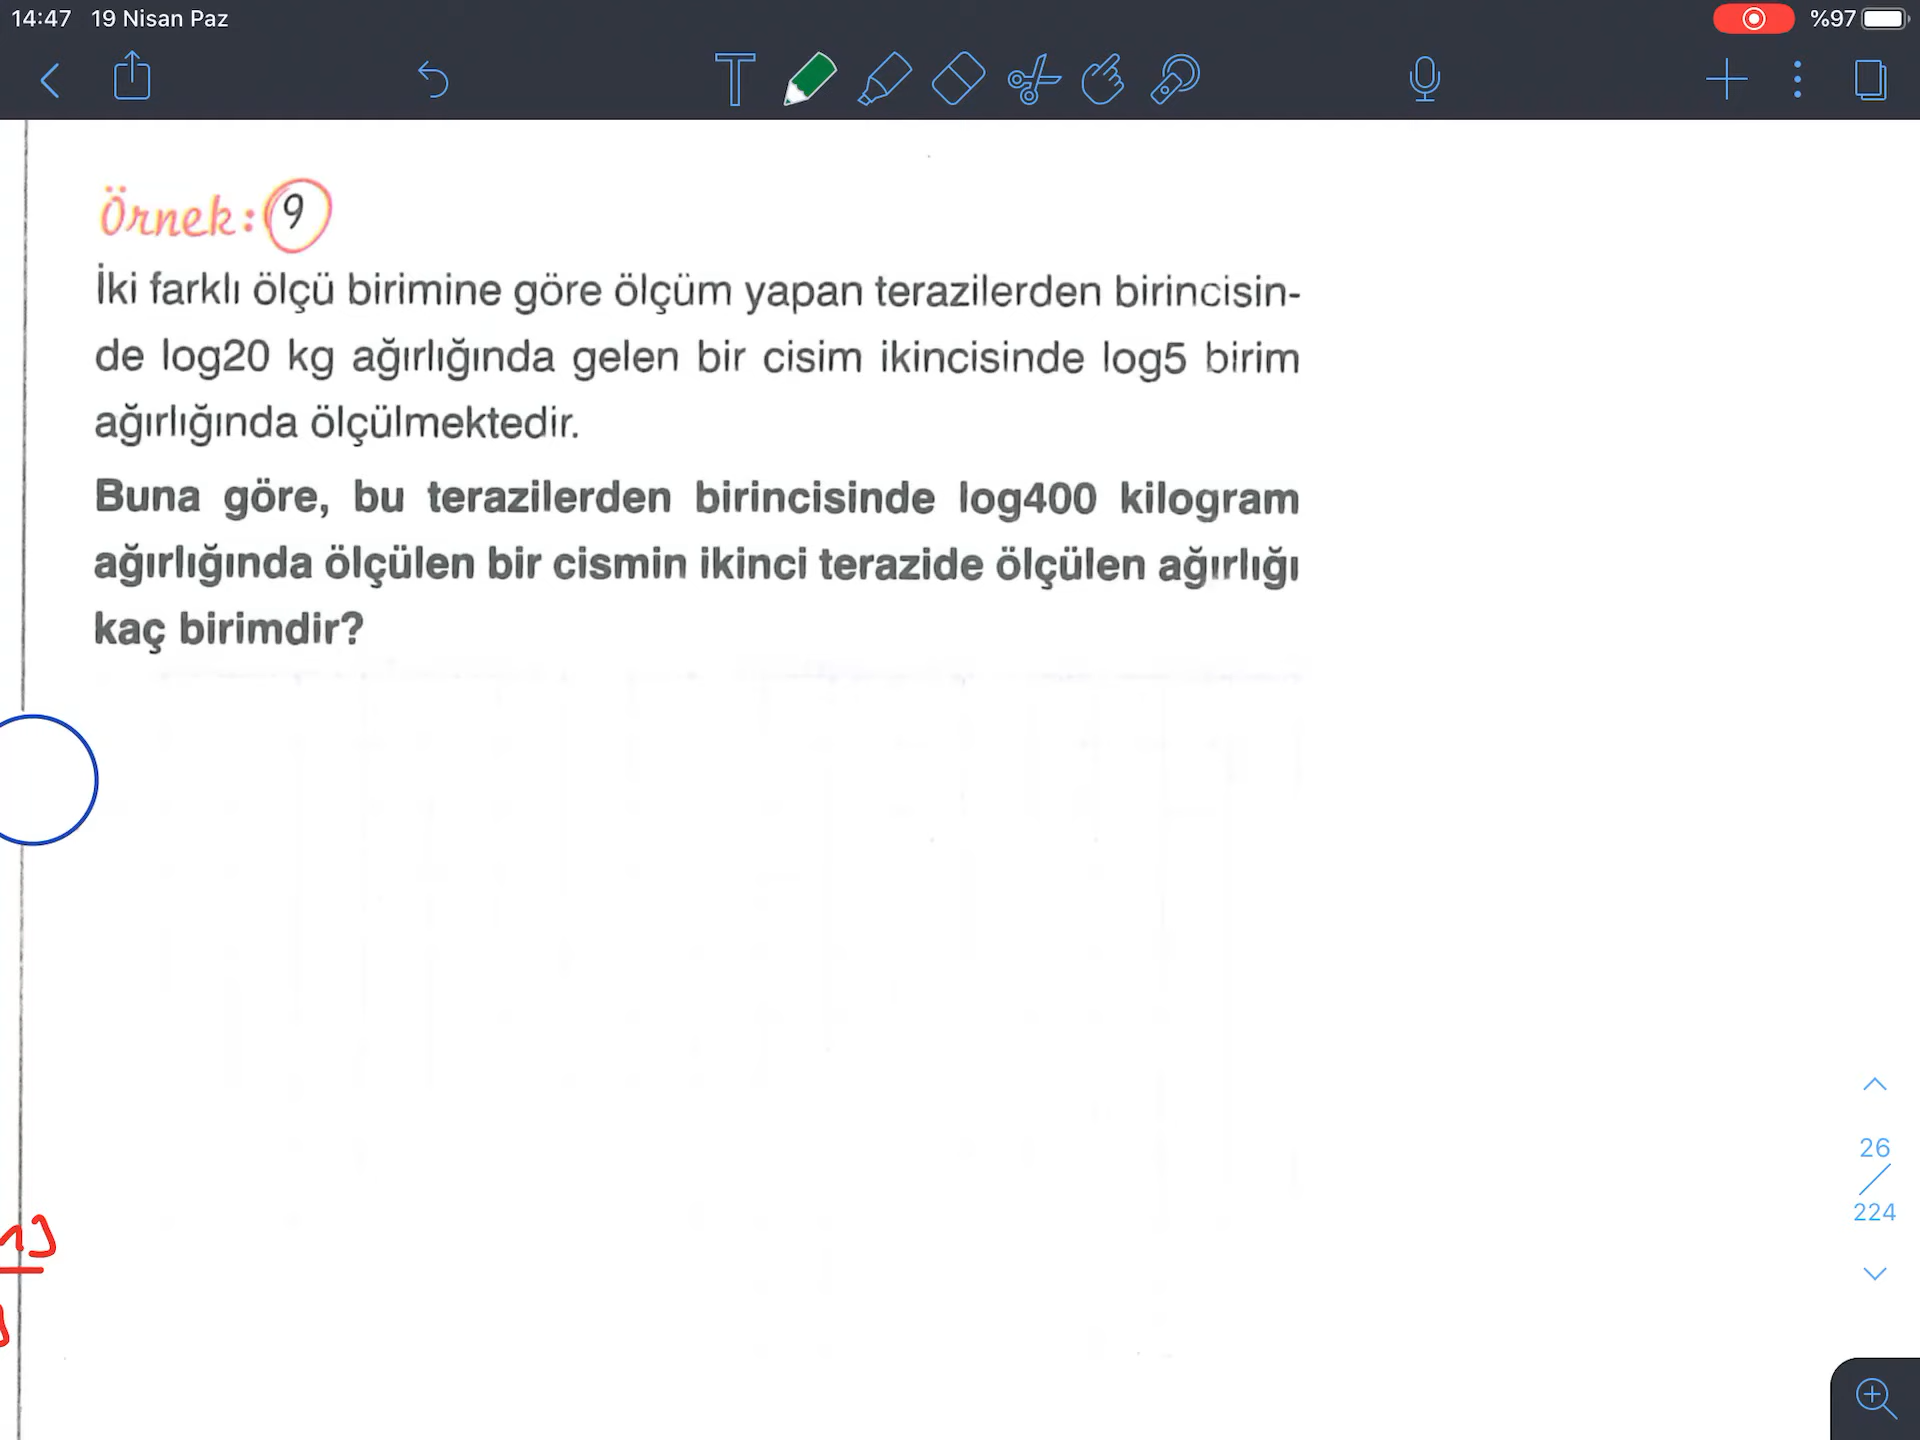 14:47 19 Nisan Paz
%97
Örnek: 9
İki farklı ölçü birimine göre ölçüm yapan terazilerden birincisin-
de log20 kg ağırlığında gelen bir cisim ikincisinde log5 birim
ağırlığında ölçülmektedir.
Buna göre, bu terazilerden birincisinde log400 kilogram
ağırlığında ölçülen bir cismin ikinci terazide ölçülen ağırlığı
kaç birimdir?
26
224